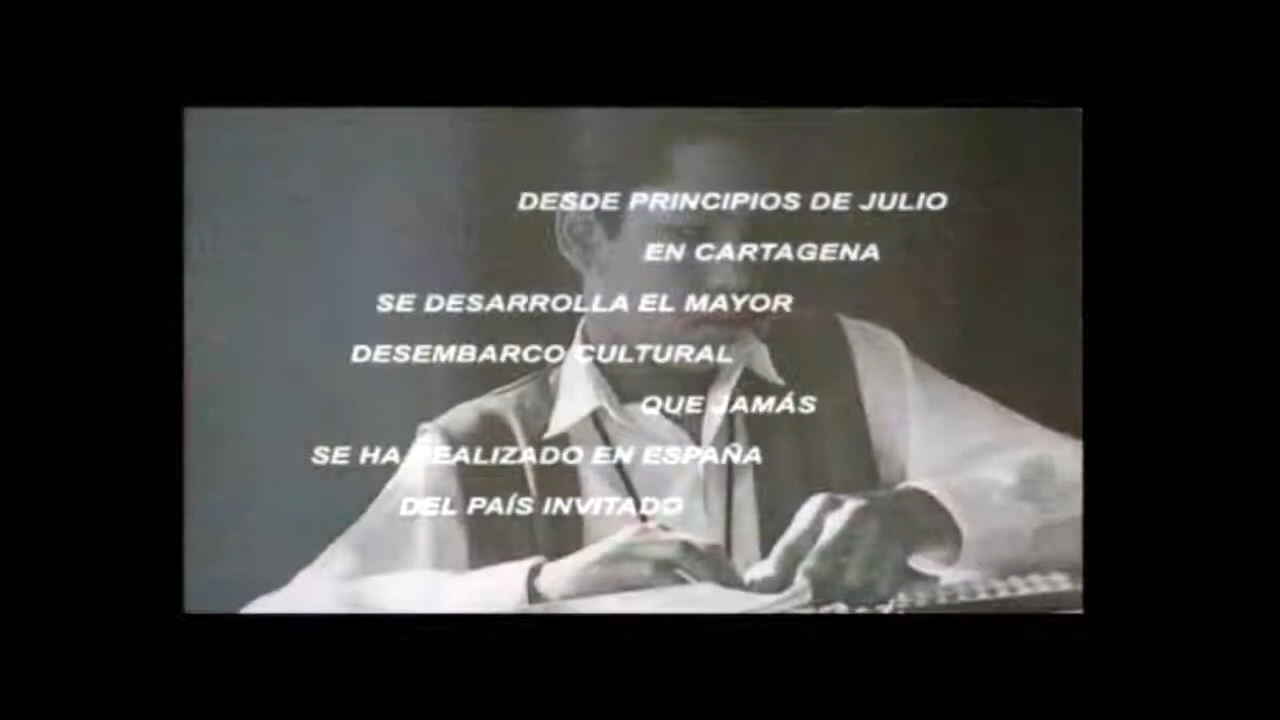 DESDE PRINCIPIOS DE JULIO
EN CARTAGENA
SE DESARROLLA EL MAYOR
DESEMBARCO CULTURAL
QUE JAMÁS
SE HA REALIZADO EN ESPAÑA
DEL PAÍS INVITADO